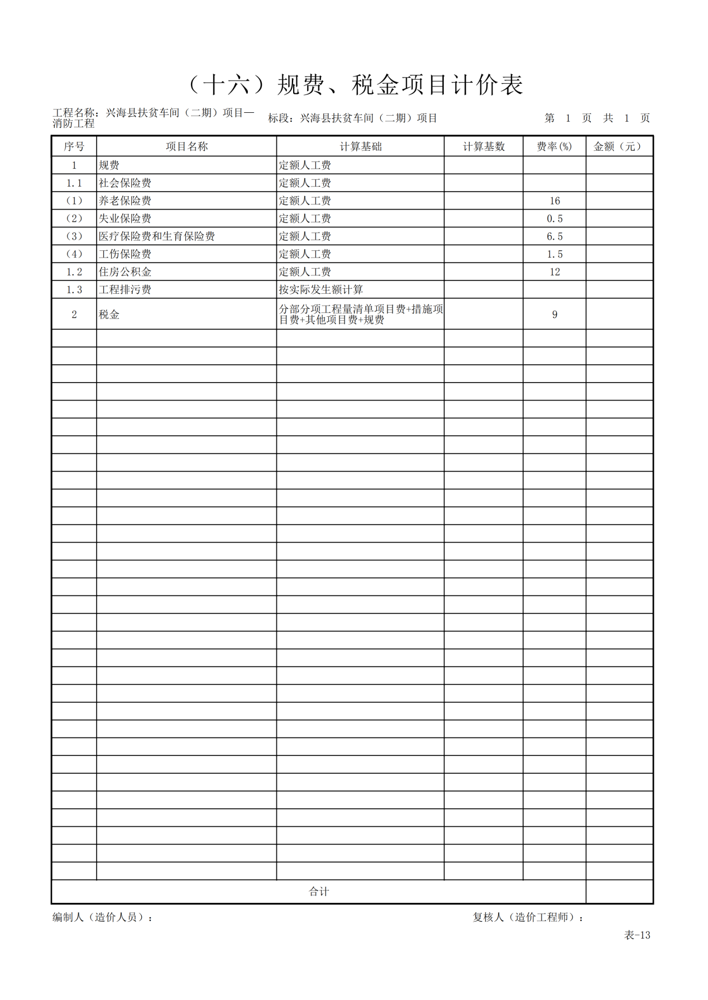 （十六）规费、税金项目计价表
工程名称：兴海县扶贫车间（二期）项目—
消防工程
标段：兴海县扶贫车间（二期）项目
第 1 页 共 1 页
序号 项目名称 计算基础 计算基数 费率(%) 金额（元）
1 规费 定额人工费
1.1 社会保险费 定额人工费
（1） 养老保险费 定额人工费 16
（2） 失业保险费 定额人工费 0.5
（3） 医疗保险费和生育保险费 定额人工费 6.5
（4） 工伤保险费 定额人工费 1.5
1.2 住房公积金 定额人工费 12
1.3 工程排污费 按实际发生额计算
2 税金 分部分项工程量清单项目费+措施项 9
目费+其他项目费+规费
合计
编制人（造价人员）： 复核人（造价工程师）：
表-13